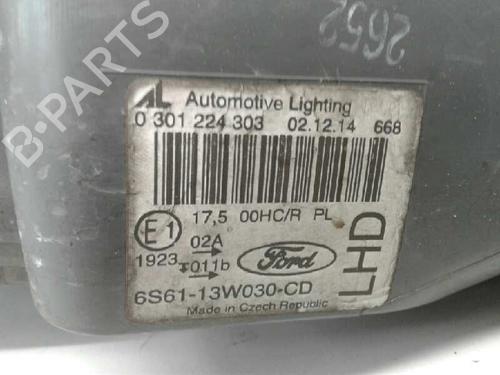 2652
B-PARTS
AL Automotive Lighting
0 301 224 303 02.12.14 668
17,5 00HC/R PL
E1 02A
1923 011b
Ford
LHD
6S61-13W030-CD
Made in Czech Republic